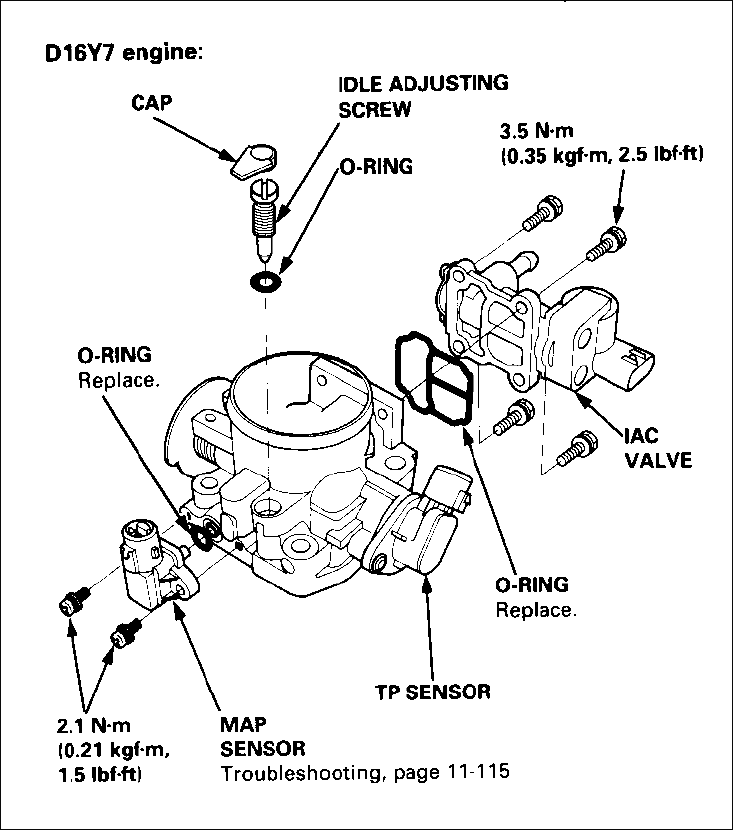 D16Y7 engine:
CAP
IDLE ADJUSTING
SCREW
O-RING
3.5 N·m
(0.35 kgf·m, 2.5 lbf·ft)
O-RING
Replace.
IAC
VALVE
O-RING
Replace.
TP SENSOR
2.1 N·m
(0.21 kgf·m,
1.5 lbf·ft)
MAP
SENSOR
Troubleshooting, page 11-115